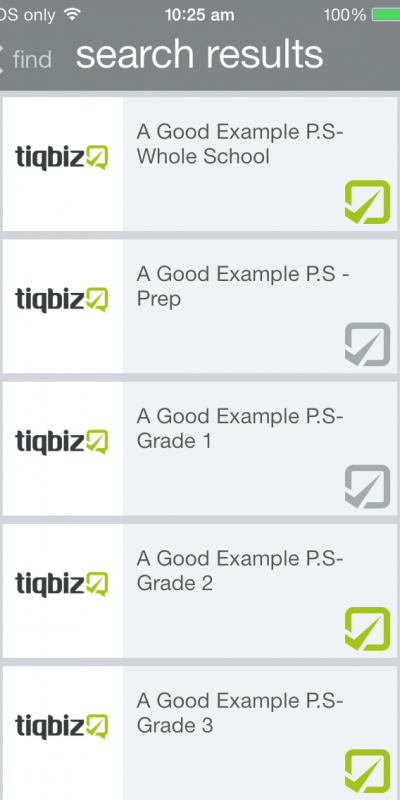 OS only 10:25 am 100%
find search results
tiqbiz
A Good Example P.S-
Whole School
tiqbiz
A Good Example P.S -
Prep
tiqbiz
A Good Example P.S-
Grade 1
tiqbiz
A Good Example P.S-
Grade 2
tiqbiz
A Good Example P.S-
Grade 3